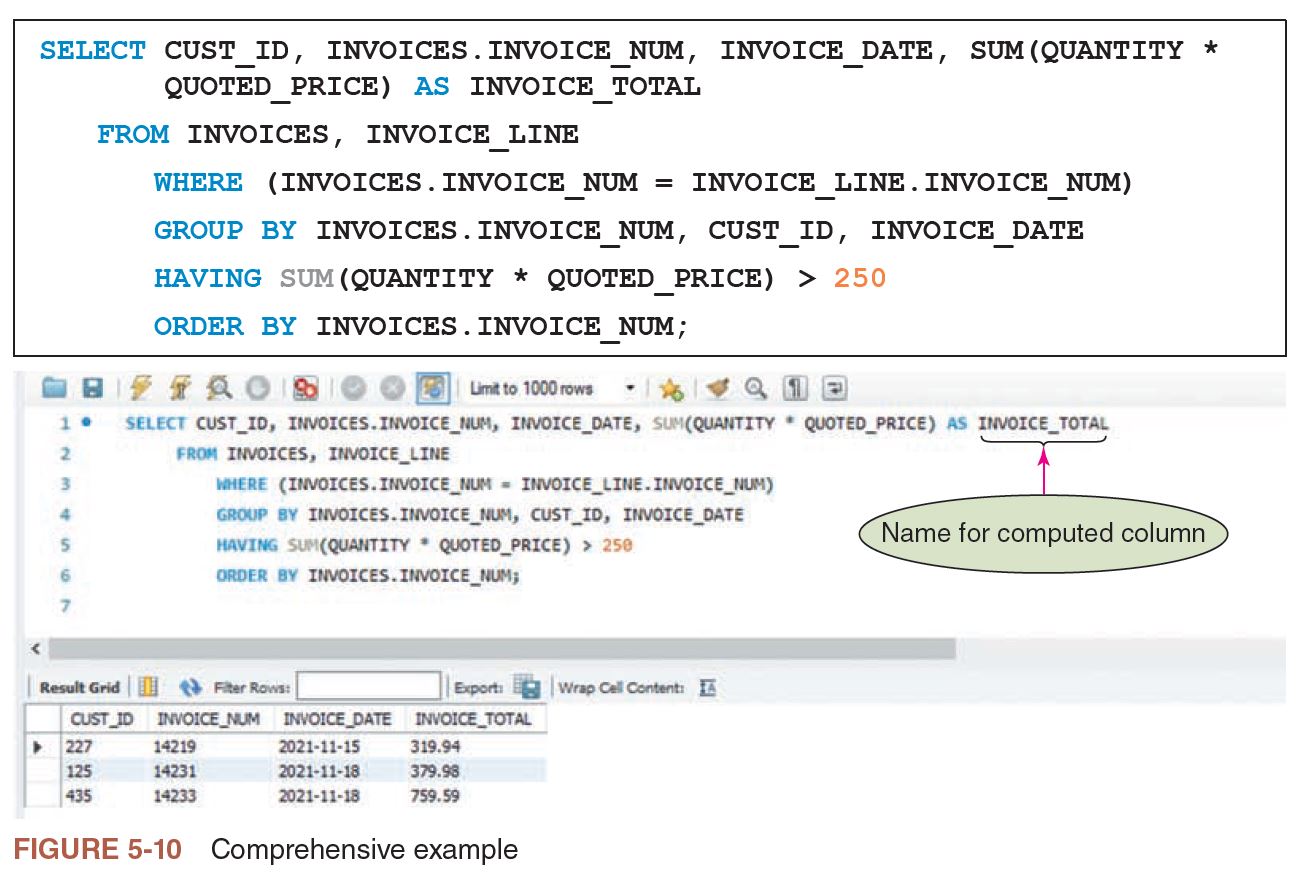 SELECT CUST_ID, INVOICES.INVOICE_NUM, INVOICE_DATE, SUM(QUANTITY *
QUOTED_PRICE) AS INVOICE_TOTAL
FROM INVOICES, INVOICE_LINE
WHERE (INVOICES.INVOICE_NUM = INVOICE_LINE.INVOICE_NUM)
GROUP BY INVOICES.INVOICE_NUM, CUST_ID, INVOICE_DATE
HAVING SUM(QUANTITY * QUOTED_PRICE) > 250
ORDER BY INVOICES.INVOICE_NUM;
Limit to 1000 rows
1 SELECT CUST_ID, INVOICES.INVOICE_NUM, INVOICE_DATE, SUM(QUANTITY * QUOTED_PRICE) AS INVOICE_TOTAL
2 FROM INVOICES, INVOICE_LINE
3 WHERE (INVOICES.INVOICE_NUM = INVOICE_LINE.INVOICE_NUM)
4 GROUP BY INVOICES.INVOICE_NUM, CUST_ID, INVOICE_DATE
5 HAVING SUM(QUANTITY * QUOTED_PRICE) > 250
6 ORDER BY INVOICES.INVOICE_NUM;
7
Name for computed column
Result Grid Filter Rows: Export: Wrap Cell Content:
CUST_ID INVOICE_NUM INVOICE_DATE INVOICE_TOTAL
227 14219 2021-11-15 319.94
125 14231 2021-11-18 379.98
435 14233 2021-11-18 759.59
FIGURE 5-10 Comprehensive example